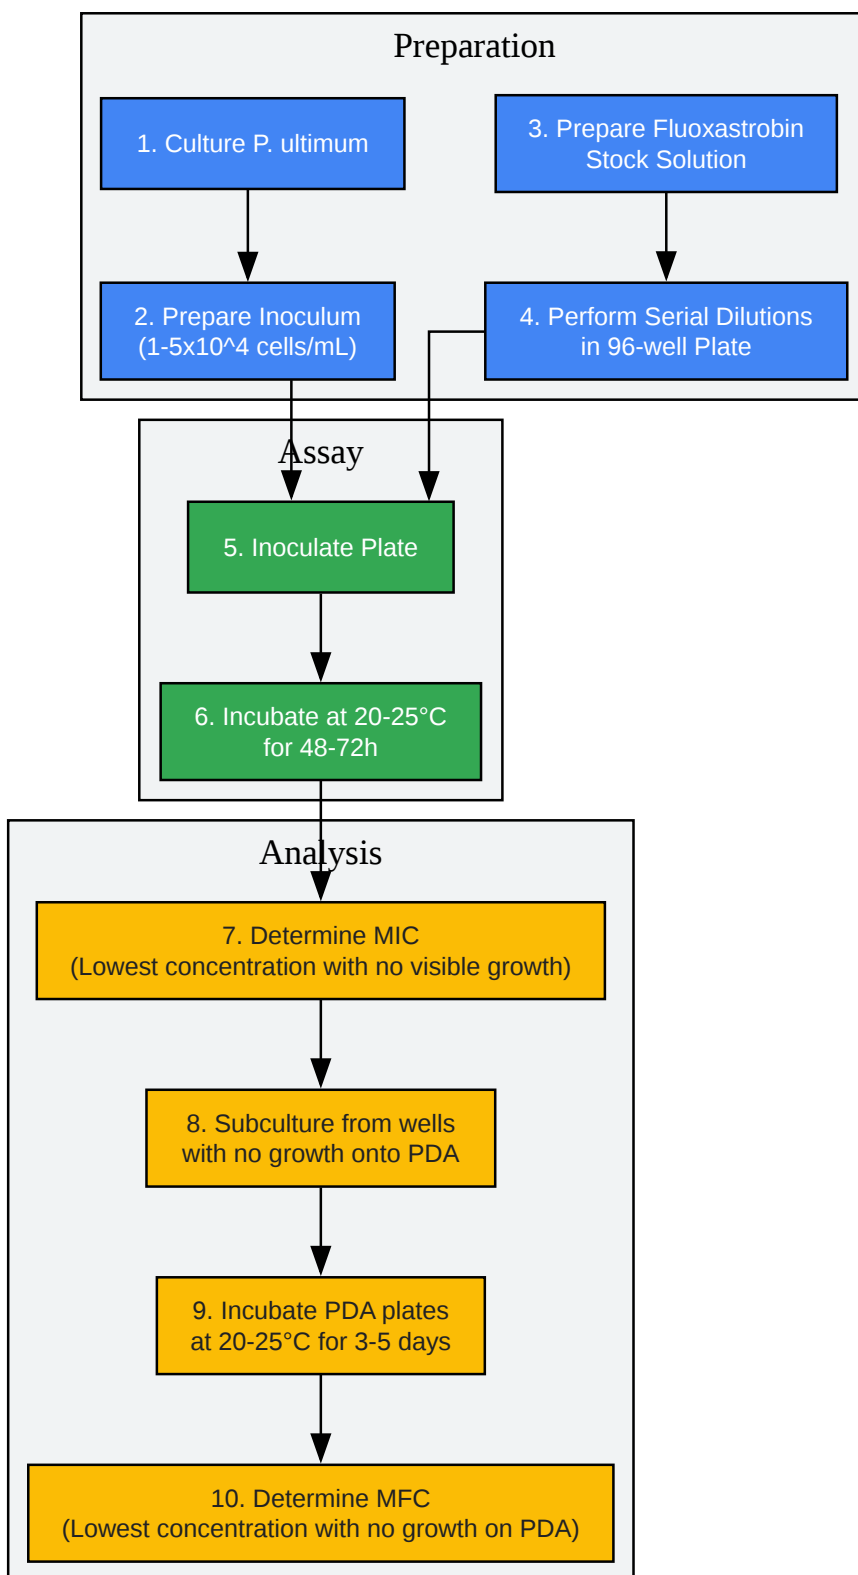 Preparation
1. Culture P. ultimum
3. Prepare Fluoxastrobin
Stock Solution
2. Prepare Inoculum
(1-5x10^4 cells/mL)
4. Perform Serial Dilutions
in 96-well Plate
Assay
5. Inoculate Plate
6. Incubate at 20-25°C
for 48-72h
Analysis
7. Determine MIC
(Lowest concentration with no visible growth)
8. Subculture from wells
with no growth onto PDA
9. Incubate PDA plates
at 20-25°C for 3-5 days
10. Determine MFC
(Lowest concentration with no growth on PDA)